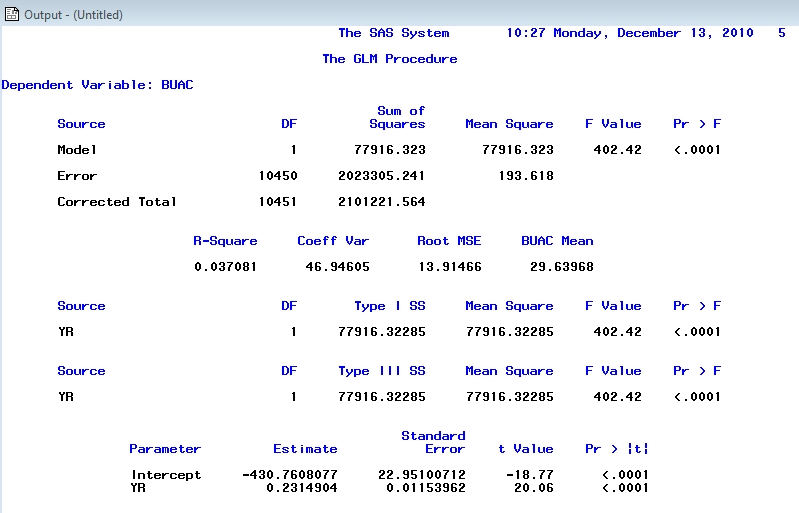 Output - (Untitled)
The SAS System 10:27 Monday, December 13, 2010 5
The GLM Procedure
Dependent Variable: BUAC
Sum of
Source DF Squares Mean Square F Value Pr > F
Model 1 77916.323 77916.323 402.42 <.0001
Error 10450 2023305.241 193.618
Corrected Total 10451 2101221.564
R-Square Coeff Var Root MSE BUAC Mean
0.037081 46.94605 13.91466 29.63968
Source DF Type I SS Mean Square F Value Pr > F
YR 1 77916.32285 77916.32285 402.42 <.0001
Source DF Type III SS Mean Square F Value Pr > F
YR 1 77916.32285 77916.32285 402.42 <.0001
Standard
Parameter Estimate Error t Value Pr > |t|
Intercept -430.7608077 22.95100712 -18.77 <.0001
YR 0.2314904 0.01153962 20.06 <.0001